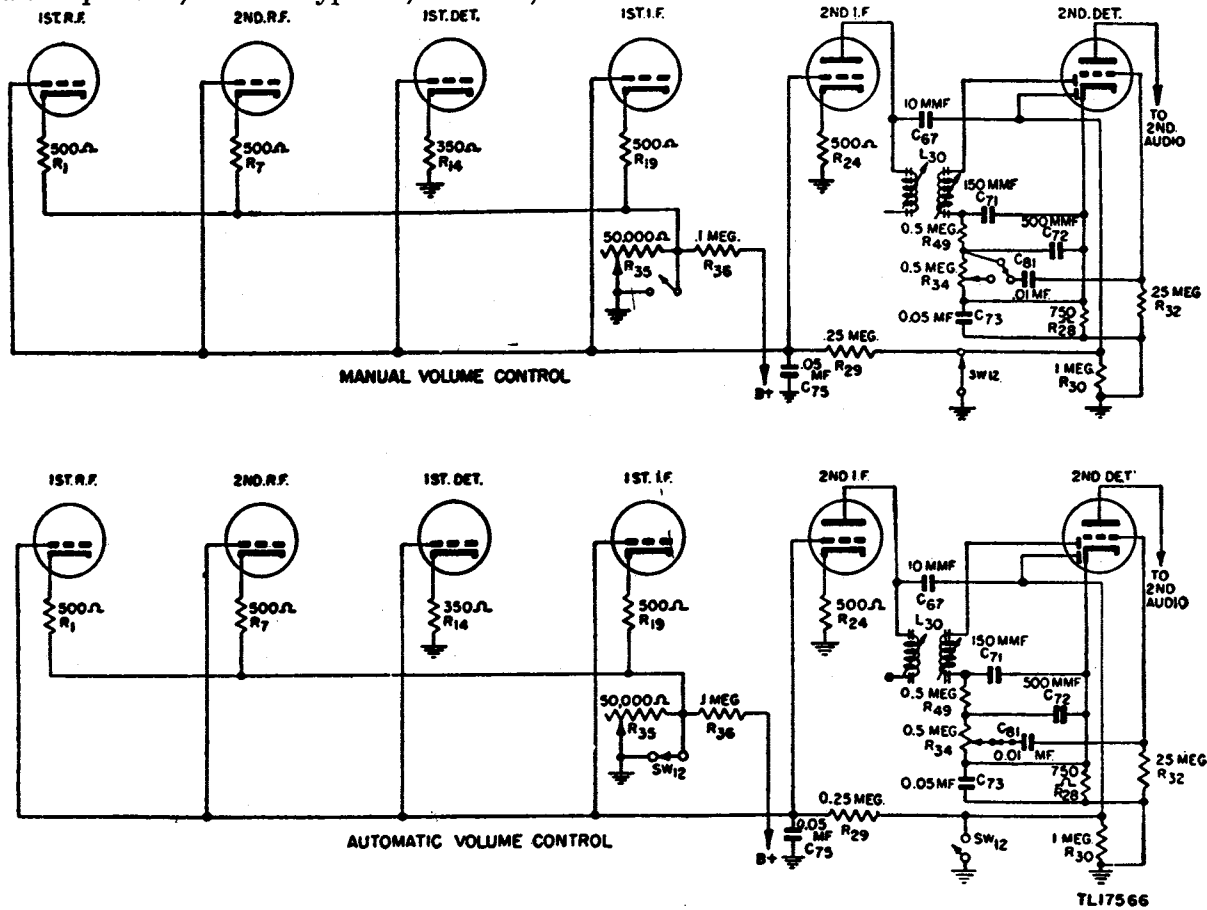 1ST. R.F.
2ND. R.F.
1ST. DET.
1ST. I.F.
2ND I.F.
2ND. DET.
500Ω
R1
500Ω
R7
350Ω
R14
500Ω
R19
500Ω
R24
10 MMF
C67
L30
150 MMF
C71
500 MMF
C72
0.5 MEG.
R49
0.5 MEG.
R34
C81
.01 MF.
0.05 MF
C73
750
Ω
R28
25 MEG
R32
TO
2ND.
AUDIO
50,000Ω
R35
.1 MEG.
R36
.25 MEG.
R29
.05
MF
C75
B+
SW12
1 MEG.
R30
MANUAL VOLUME CONTROL
1ST. R.F.
2ND. R.F.
1ST. DET.
1ST. I.F.
2ND I.F.
2ND DET.
500Ω
R1
500Ω
R7
350Ω
R14
500Ω
R19
500Ω
R24
10 MMF
C67
L30
150 MMF
C71
500 MMF
C72
0.5 MEG.
R49
0.5 MEG.
R34
C81
0.01 MF.
0.05 MF
C73
750
Ω
R28
25 MEG
R32
TO
2ND
AUDIO
50,000Ω
R35
.1 MEG
R36
SW12
0.25 MEG.
R29
0.05
MF
C75
B+
SW12
1 MEG.
R30
AUTOMATIC VOLUME CONTROL
TL17566